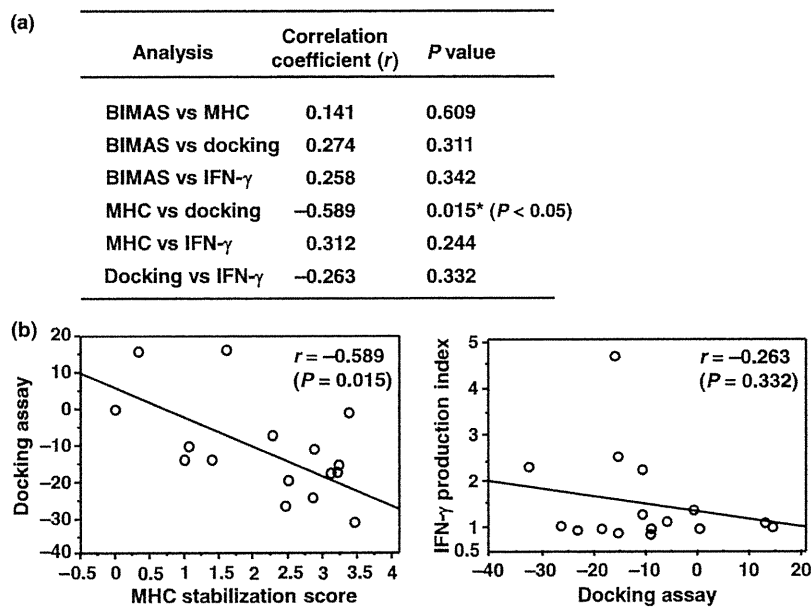 (a)
Analysis Correlation coefficient (r) P value
BIMAS vs MHC 0.141 0.609
BIMAS vs docking 0.274 0.311
BIMAS vs IFN-γ 0.258 0.342
MHC vs docking −0.589 0.015* (P < 0.05)
MHC vs IFN-γ 0.312 0.244
Docking vs IFN-γ −0.263 0.332
(b)
Docking assay
20
10
0
−10
−20
−30
−40
r = −0.589
(P = 0.015)
−0.5 0 0.5 1 1.5 2 2.5 3 3.5 4
MHC stabilization score
IFN-γ production index
5
4
3
2
1
0.5
r = −0.263
(P = 0.332)
−40 −30 −20 −10 0 10 20
Docking assay